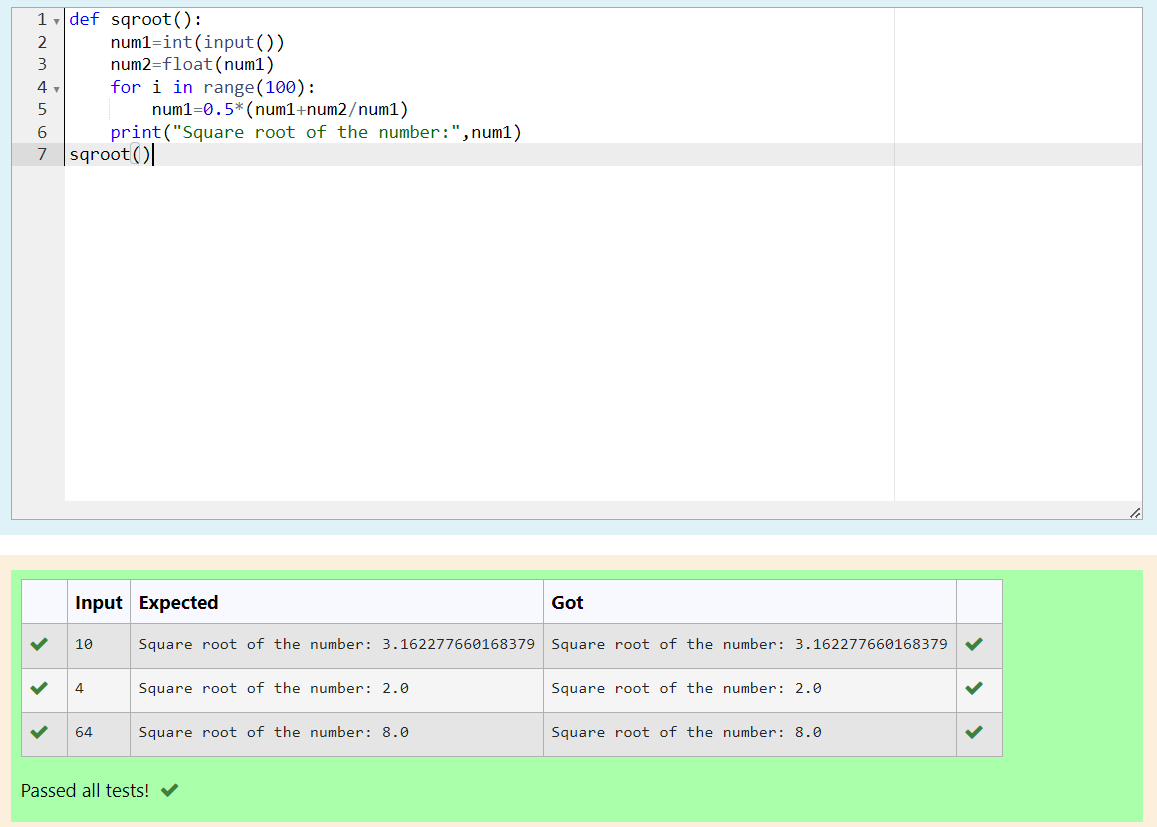 1 def sqroot():
2     num1=int(input())
3     num2=float(num1)
4     for i in range(100):
5         num1=0.5*(num1+num2/num1)
6     print("Square root of the number:",num1)
7 sqroot()
Input Expected Got
10 Square root of the number: 3.162277660168379 Square root of the number: 3.162277660168379
4 Square root of the number: 2.0 Square root of the number: 2.0
64 Square root of the number: 8.0 Square root of the number: 8.0
Passed all tests!